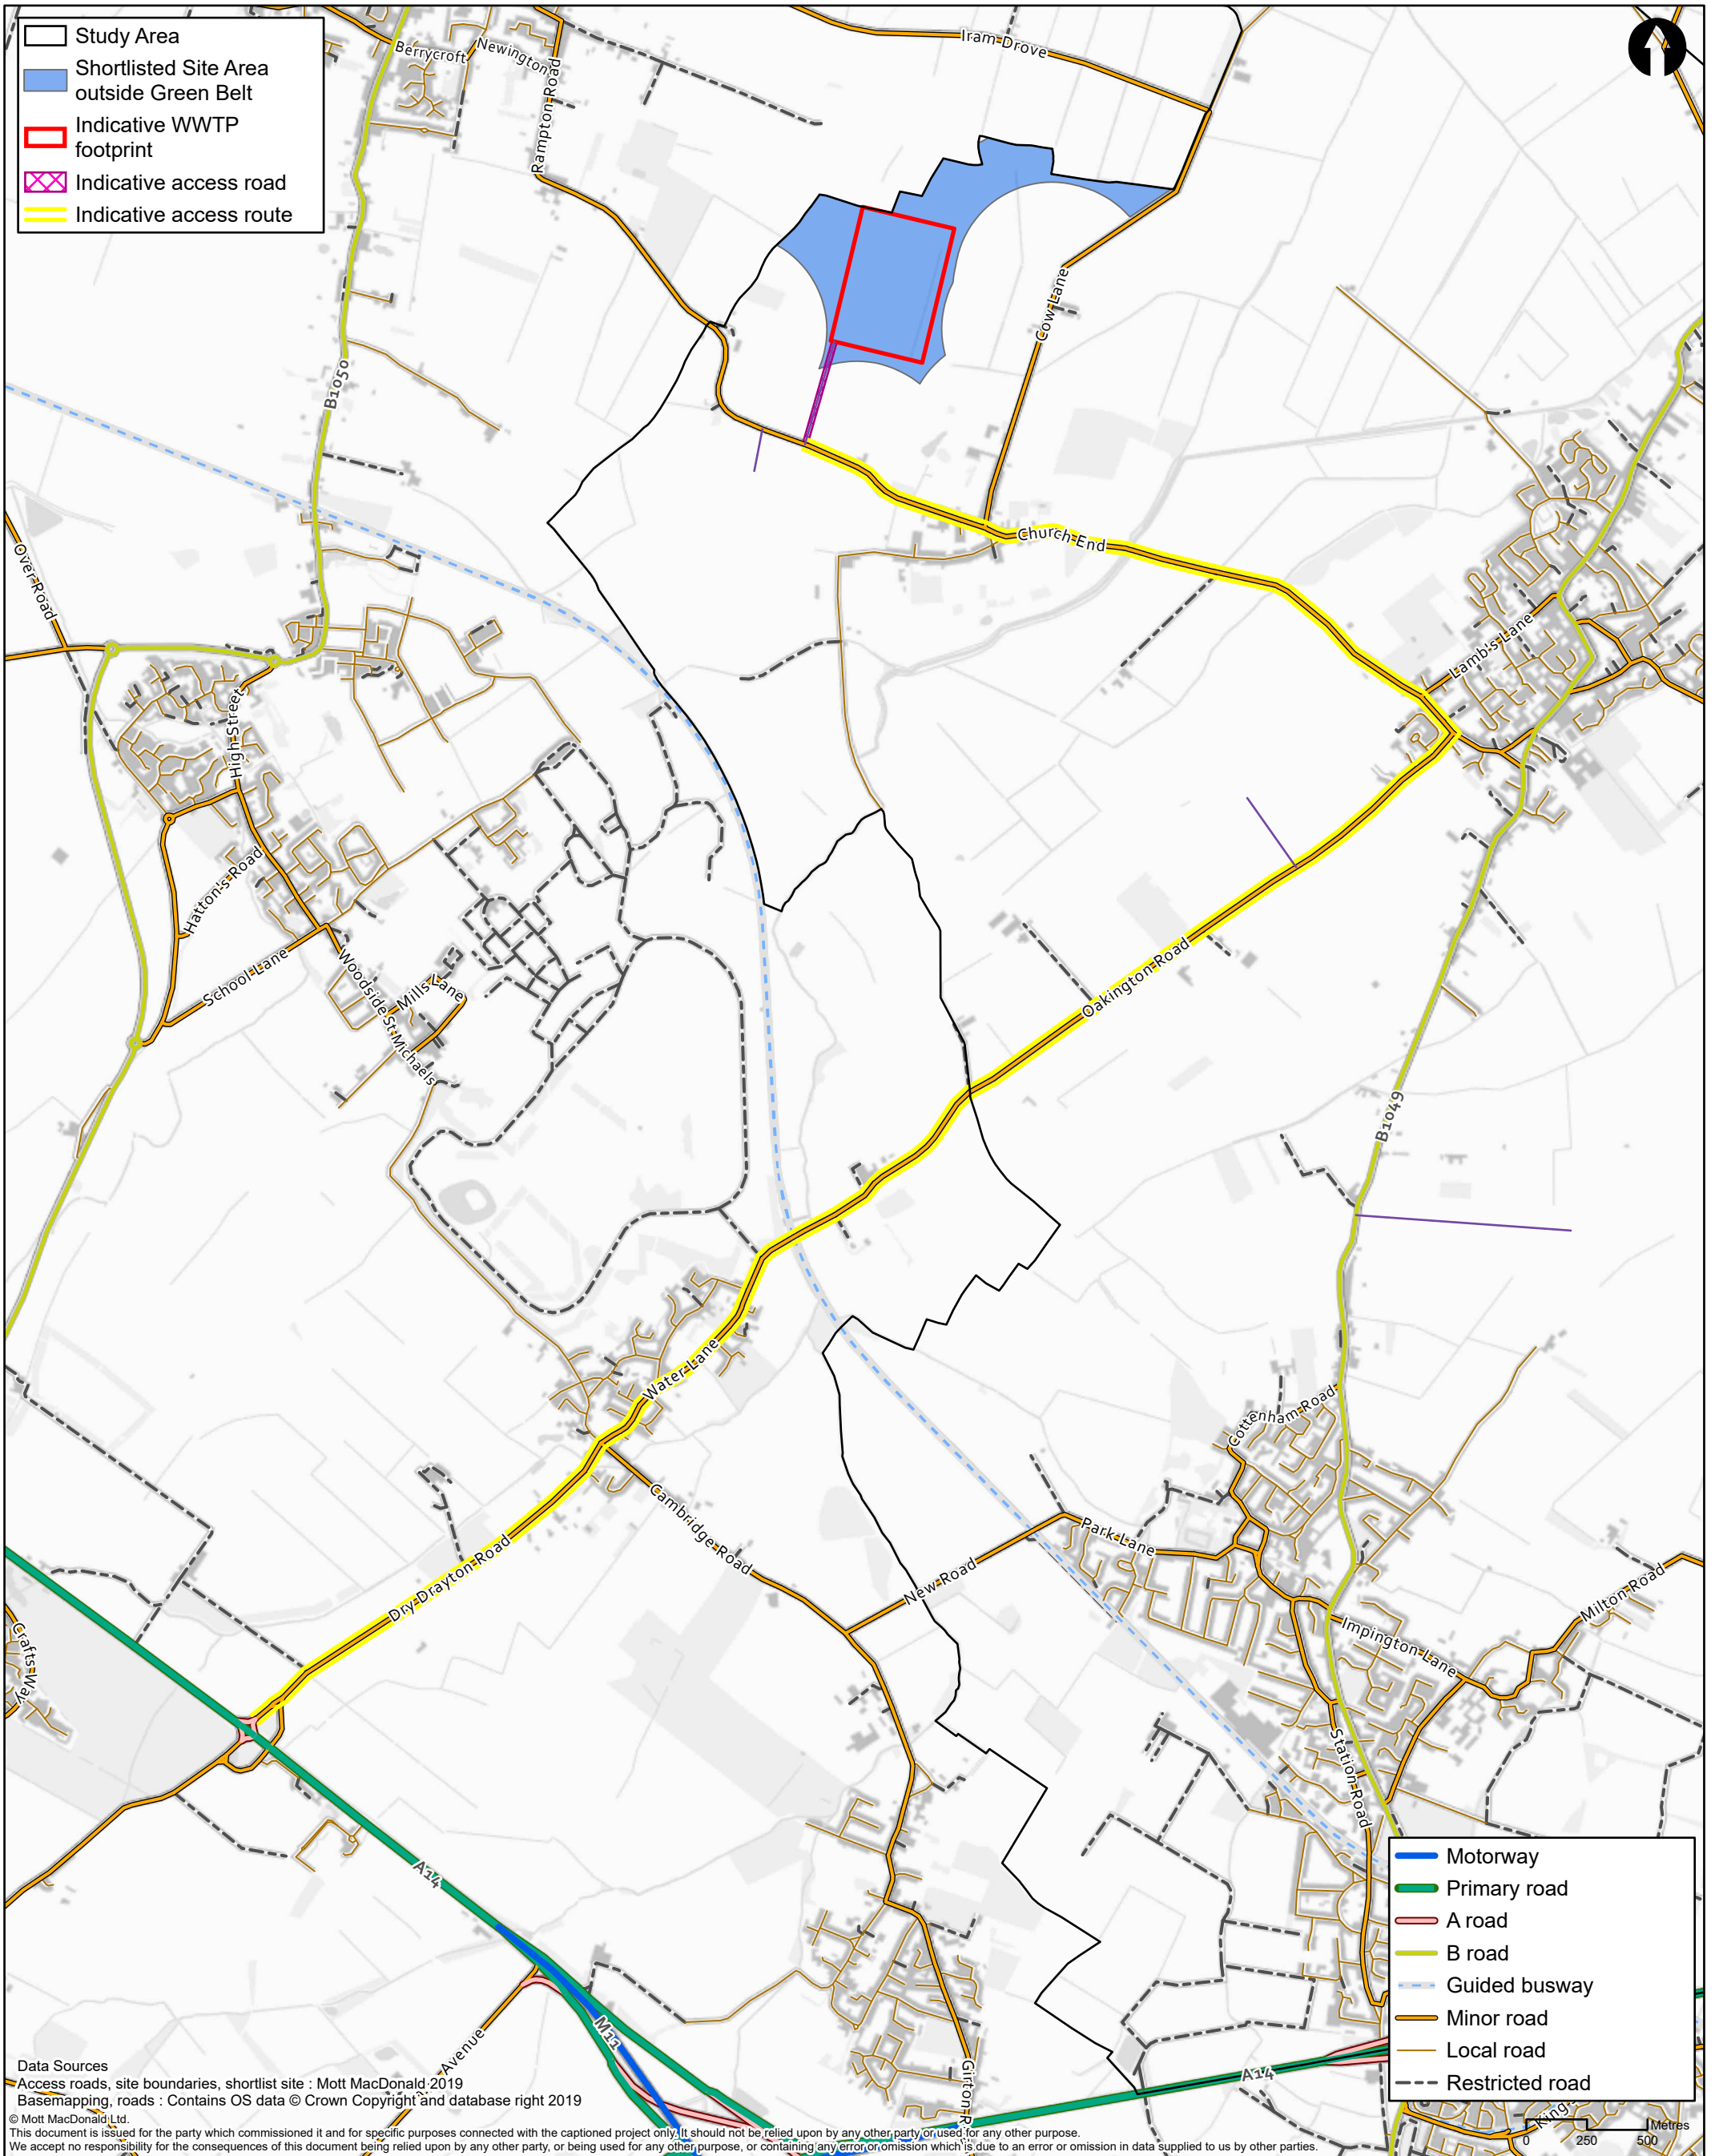 Study Area
Shortlisted Site Area
outside Green Belt
Indicative WWTP
footprint
Indicative access road
Indicative access route
Berrycroft
Newington
Rampton Road
Iram Drove
B1050
Cow Lane
Church End
Over Road
Lamb's Lane
High Street
Hatton's Road
School Lane
Woodside
St Michaels
Mills Lane
Oakington Road
B1049
Water Lane
Cottenham Road
Cambridge Road
Park Lane
New Road
Dry Drayton Road
Milton Road
Impington Lane
Crafts Way
Station Road
A14
M11
Avenue
Girton R
A14
Kings
Motorway
Primary road
A road
B road
Guided busway
Minor road
Local road
Restricted road
Metres
0 250 500
Data Sources
Access roads, site boundaries, shortlist site : Mott MacDonald 2019
Basemapping, roads : Contains OS data © Crown Copyright and database right 2019
© Mott MacDonald Ltd.
This document is issued for the party which commissioned it and for specific purposes connected with the captioned project only. It should not be relied upon by any other party or used for any other purpose.
We accept no responsibility for the consequences of this document being relied upon by any other party, or being used for any other purpose, or containing any error or omission which is due to an error or omission in data supplied to us by other parties.